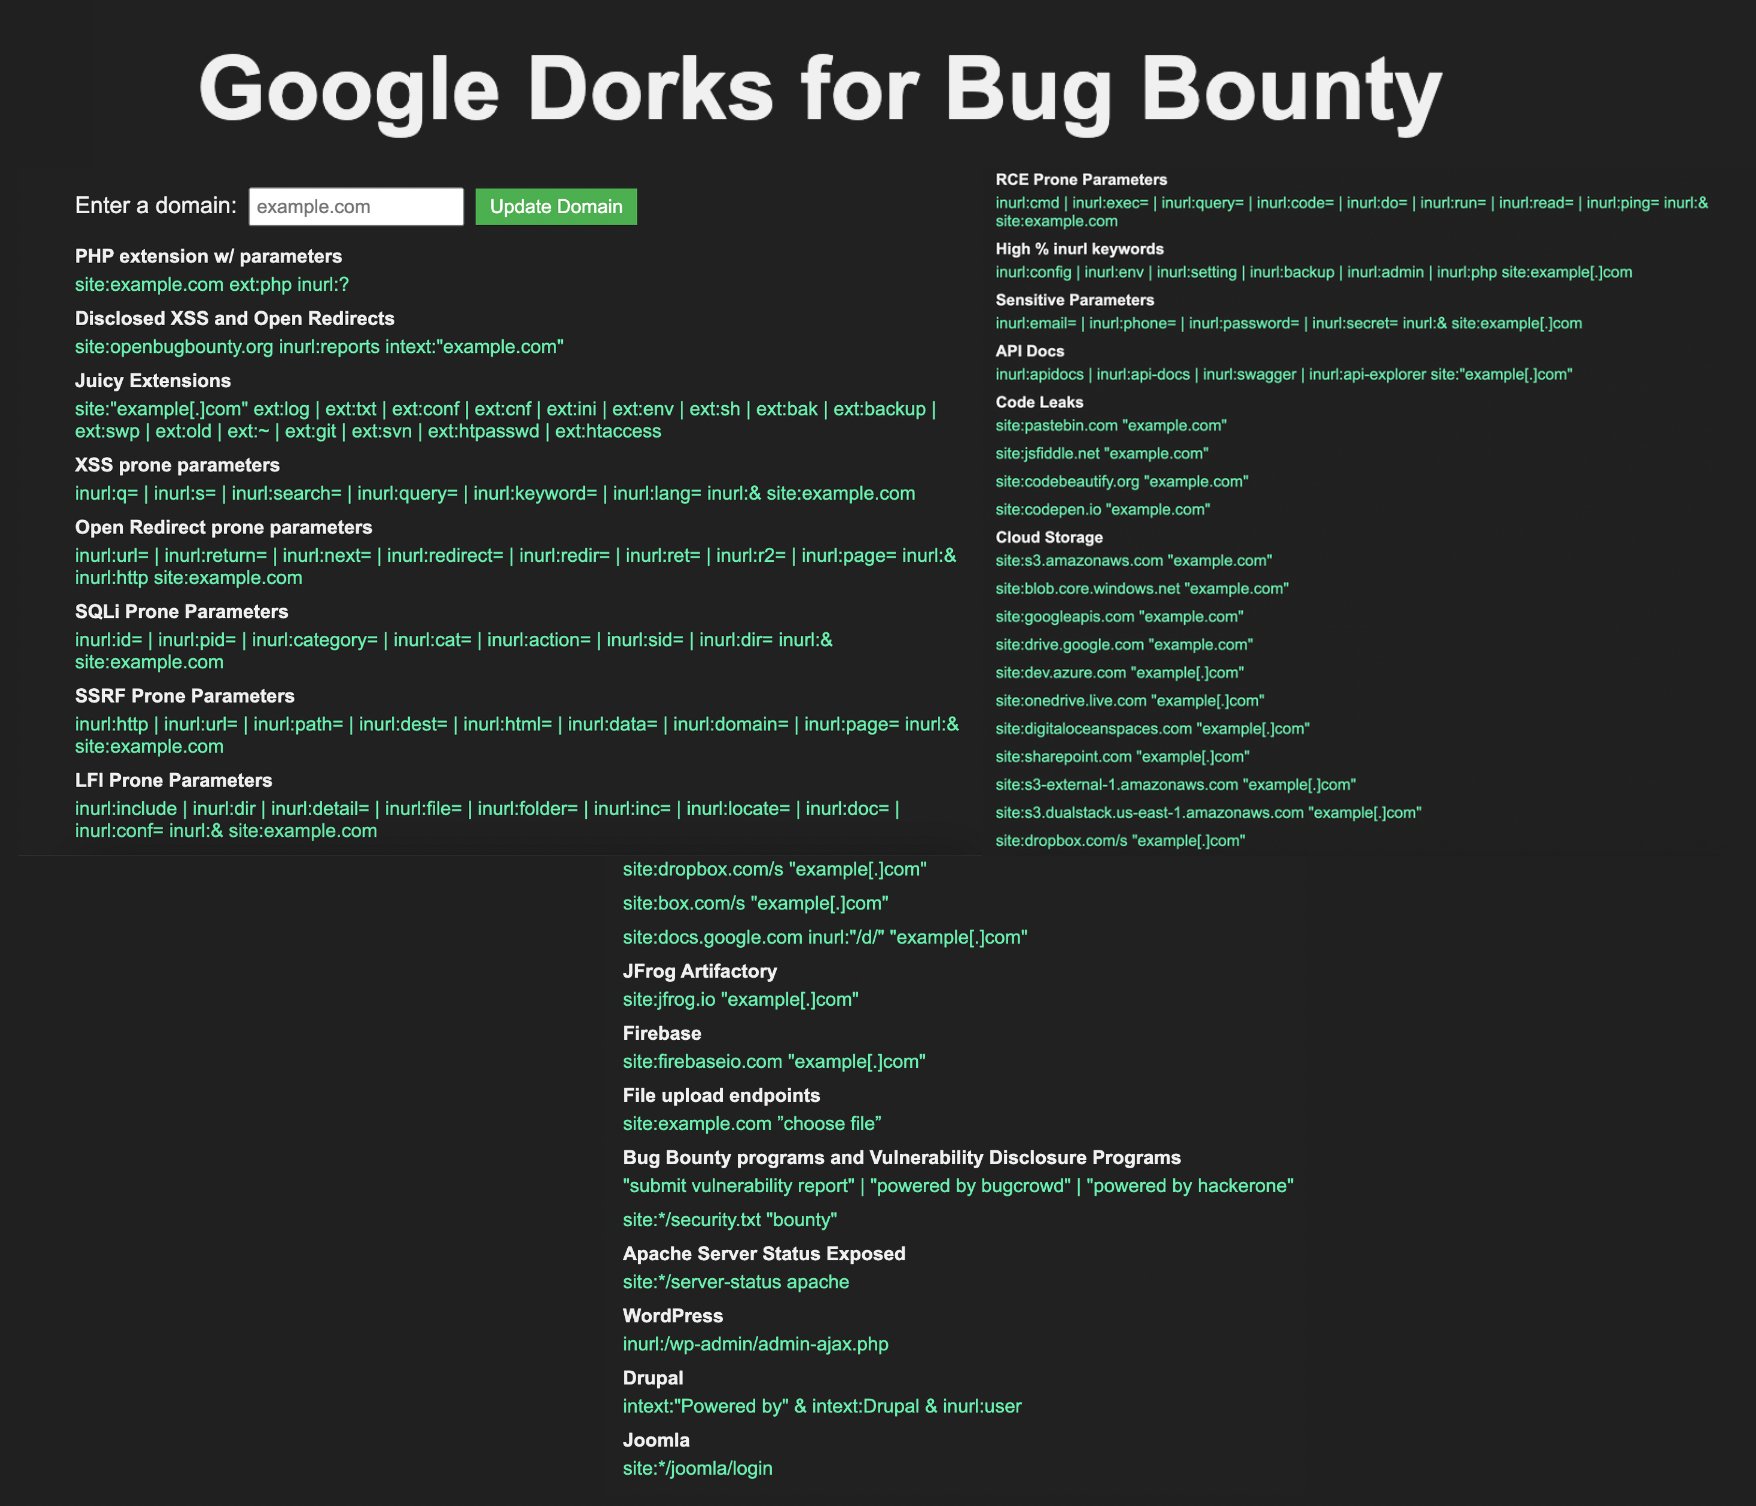 Google Dorks for Bug Bounty
Enter a domain: example.com Update Domain
PHP extension w/ parameters
site:example.com ext:php inurl:?
Disclosed XSS and Open Redirects
site:openbugbounty.org inurl:reports intext:"example.com"
Juicy Extensions
site:"example[.]com" ext:log | ext:txt | ext:conf | ext:cnf | ext:ini | ext:env | ext:sh | ext:bak | ext:backup |
ext:swp | ext:old | ext:~ | ext:git | ext:svn | ext:htpasswd | ext:htaccess
XSS prone parameters
inurl:q= | inurl:s= | inurl:search= | inurl:query= | inurl:keyword= | inurl:lang= inurl:& site:example.com
Open Redirect prone parameters
inurl:url= | inurl:return= | inurl:next= | inurl:redirect= | inurl:redir= | inurl:ret= | inurl:r2= | inurl:page= inurl:&
inurl:http site:example.com
SQLi Prone Parameters
inurl:id= | inurl:pid= | inurl:category= | inurl:cat= | inurl:action= | inurl:sid= | inurl:dir= inurl:&
site:example.com
SSRF Prone Parameters
inurl:http | inurl:url= | inurl:path= | inurl:dest= | inurl:html= | inurl:data= | inurl:domain= | inurl:page= inurl:&
site:example.com
LFI Prone Parameters
inurl:include | inurl:dir | inurl:detail= | inurl:file= | inurl:folder= | inurl:inc= | inurl:locate= | inurl:doc= |
inurl:conf= inurl:& site:example.com
RCE Prone Parameters
inurl:cmd | inurl:exec= | inurl:query= | inurl:code= | inurl:do= | inurl:run= | inurl:read= | inurl:ping= inurl:&
site:example.com
High % inurl keywords
inurl:config | inurl:env | inurl:setting | inurl:backup | inurl:admin | inurl:php site:example[.]com
Sensitive Parameters
inurl:email= | inurl:phone= | inurl:password= | inurl:secret= inurl:& site:example[.]com
API Docs
inurl:apidocs | inurl:api-docs | inurl:swagger | inurl:api-explorer site:"example[.]com"
Code Leaks
site:pastebin.com "example.com"
site:jsfiddle.net "example.com"
site:codebeautify.org "example.com"
site:codepen.io "example.com"
Cloud Storage
site:s3.amazonaws.com "example.com"
site:blob.core.windows.net "example.com"
site:googleapis.com "example.com"
site:drive.google.com "example.com"
site:dev.azure.com "example[.]com"
site:onedrive.live.com "example[.]com"
site:digitaloceanspaces.com "example[.]com"
site:sharepoint.com "example[.]com"
site:s3-external-1.amazonaws.com "example[.]com"
site:s3.dualstack.us-east-1.amazonaws.com "example[.]com"
site:dropbox.com/s "example[.]com"
site:dropbox.com/s "example[.]com"
site:box.com/s "example[.]com"
site:docs.google.com inurl:"/d/" "example[.]com"
JFrog Artifactory
site:jfrog.io "example[.]com"
Firebase
site:firebaseio.com "example[.]com"
File upload endpoints
site:example.com ”choose file”
Bug Bounty programs and Vulnerability Disclosure Programs
"submit vulnerability report" | "powered by bugcrowd" | "powered by hackerone"
site:*/security.txt "bounty"
Apache Server Status Exposed
site:*/server-status apache
WordPress
inurl:/wp-admin/admin-ajax.php
Drupal
intext:"Powered by" & intext:Drupal & inurl:user
Joomla
site:*/joomla/login